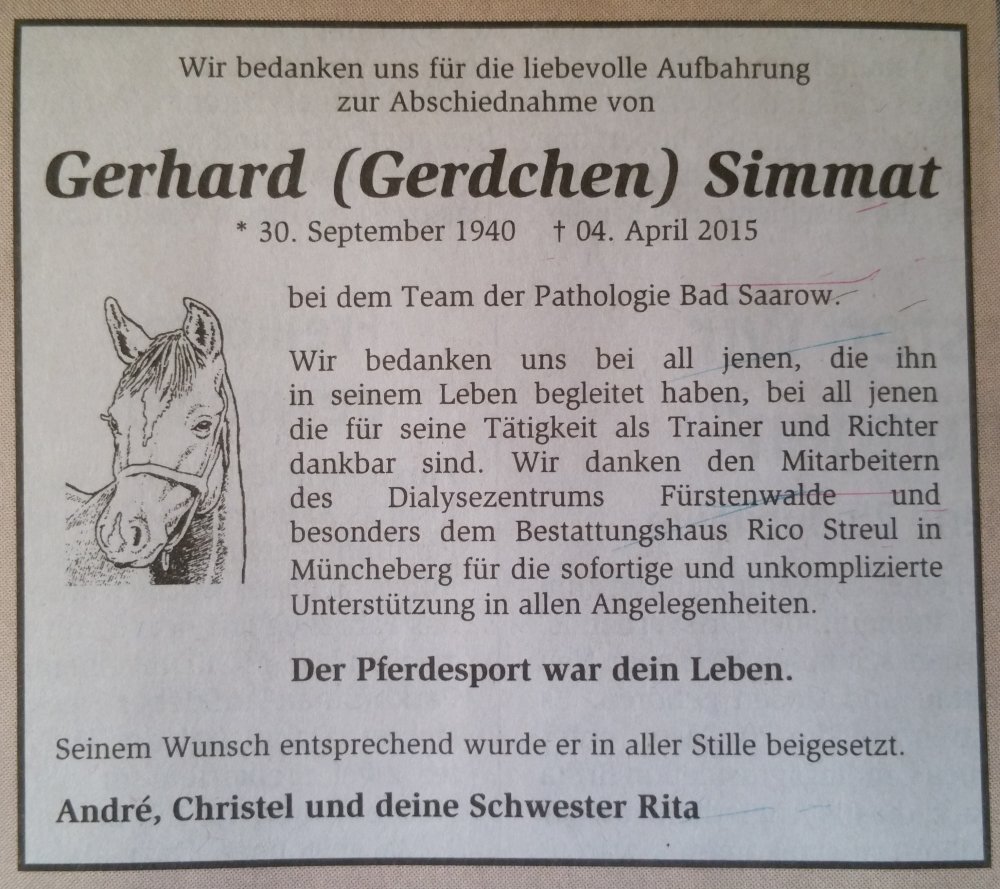 Wir bedanken uns für die liebevolle Aufbahrung
zur Abschiednahme von
Gerhard (Gerdchen) Simmat
* 30. September 1940 † 04. April 2015
bei dem Team der Pathologie Bad Saarow.
Wir bedanken uns bei all jenen, die ihn
in seinem Leben begleitet haben, bei all jenen
die für seine Tätigkeit als Trainer und Richter
dankbar sind. Wir danken den Mitarbeitern
des Dialysezentrums Fürstenwalde und
besonders dem Bestattungshaus Rico Streul in
Müncheberg für die sofortige und unkomplizierte
Unterstützung in allen Angelegenheiten.
Der Pferdesport war dein Leben.
Seinem Wunsch entsprechend wurde er in aller Stille beigesetzt.
André, Christel und deine Schwester Rita